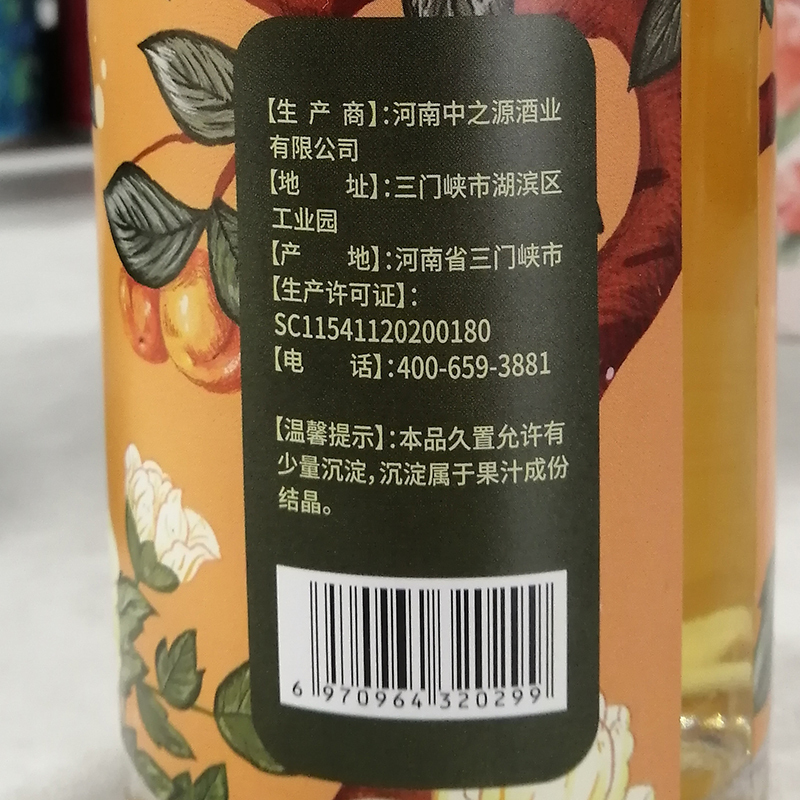 【生 产 商】：河南中之源酒业
有限公司
【地 址】：三门峡市湖滨区
工业园
【产 地】：河南省三门峡市
【生产许可证】：
SC11541120200180
【电 话】：400-659-3881
【温馨提示】：本品久置允许有
少量沉淀，沉淀属于果汁成份
结晶。
6 970964 320299